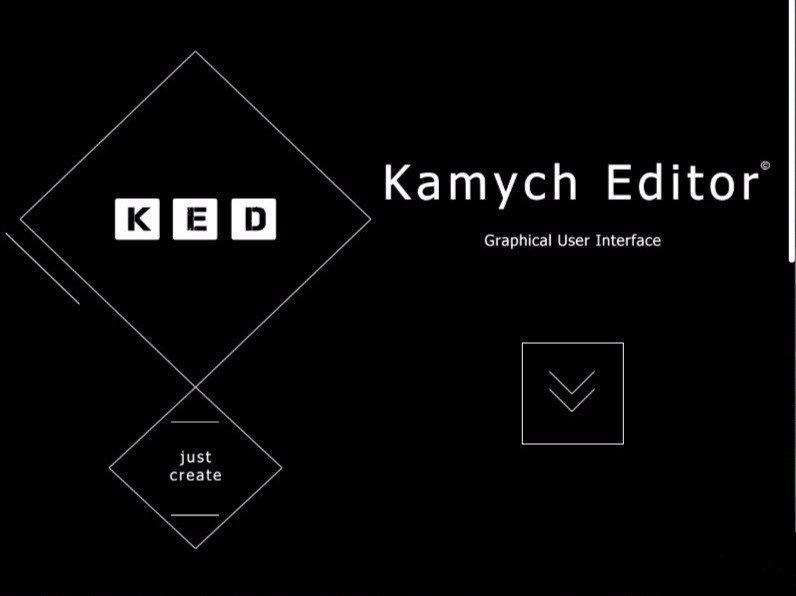 KED
Kamych Editor©
Graphical User Interface
just
create